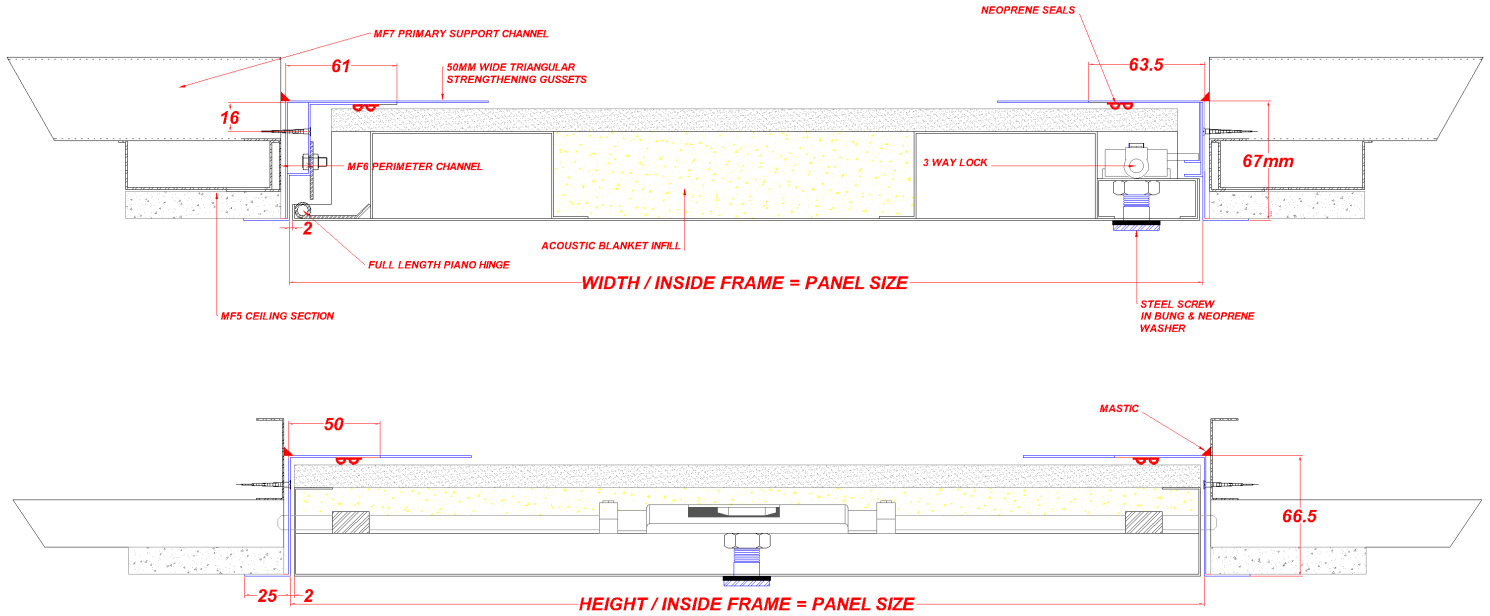 NEOPRENE SEALS
MF7 PRIMARY SUPPORT CHANNEL
61
50MM WIDE TRIANGULAR
STRENGTHENING GUSSETS
63.5
16
MF6 PERIMETER CHANNEL
3 WAY LOCK
67mm
2
ACOUSTIC BLANKET INFILL
FULL LENGTH PIANO HINGE
WIDTH / INSIDE FRAME = PANEL SIZE
MF5 CEILING SECTION
STEEL SCREW
IN BUNG & NEOPRENE
WASHER
MASTIC
50
66.5
25
2
HEIGHT / INSIDE FRAME = PANEL SIZE